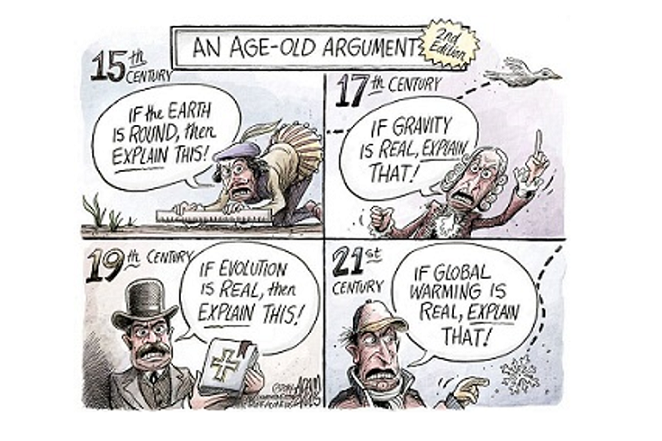 AN AGE-OLD ARGUMENT
2nd
Edition
15th
CENTURY
IF the EARTH
IS ROUND, then
EXPLAIN THIS!
17th CENTURY
IF GRAVITY
IS REAL, EXPLAIN
THAT!
19th CENTURY
IF EVOLUTION
IS REAL, then
EXPLAIN THIS!
21st
CENTURY
IF GLOBAL
WARMING IS
REAL, EXPLAIN
THAT!